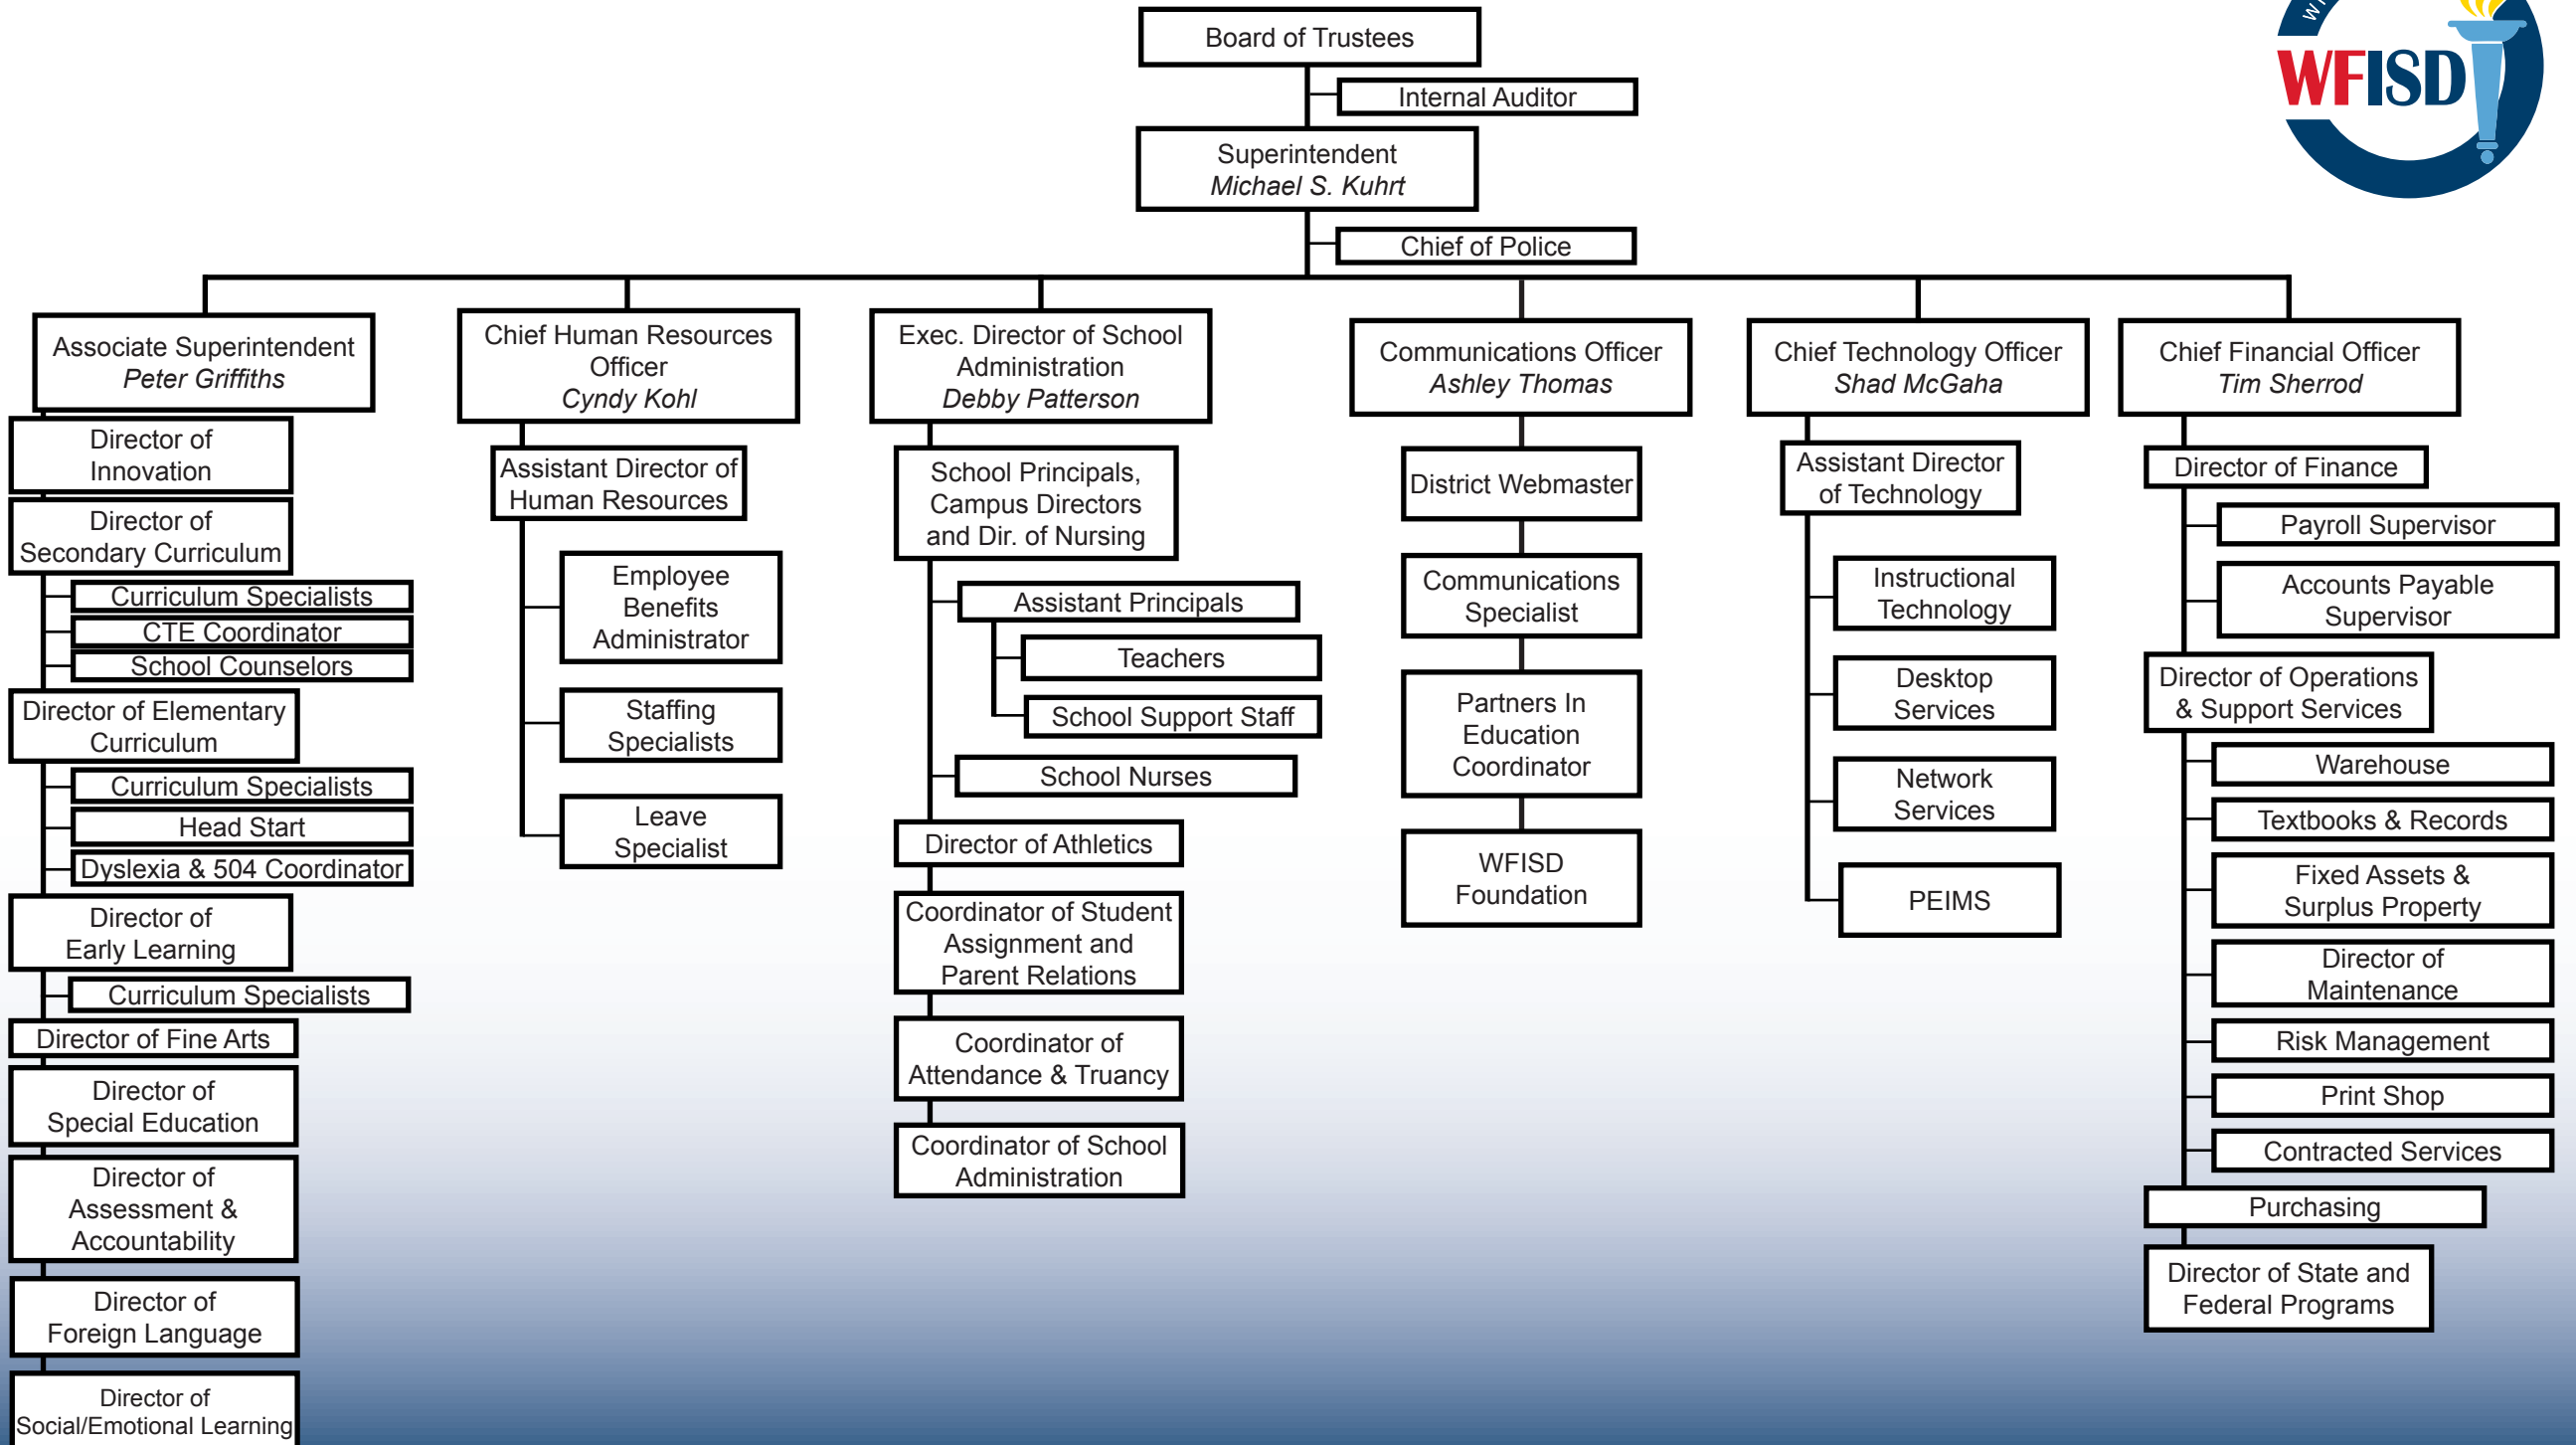 Board of Trustees
Internal Auditor
WFISD
Superintendent
Michael S. Kuhrt
Chief of Police
Associate Superintendent
Peter Griffiths
Director of
Innovation
Director of
Secondary Curriculum
Curriculum Specialists
CTE Coordinator
School Counselors
Director of Elementary
Curriculum
Curriculum Specialists
Head Start
Dyslexia & 504 Coordinator
Director of
Early Learning
Curriculum Specialists
Director of Fine Arts
Director of
Special Education
Director of
Assessment &
Accountability
Director of
Foreign Language
Director of
Social/Emotional Learning
Chief Human Resources
Officer
Cyndy Kohl
Assistant Director of
Human Resources
Employee
Benefits
Administrator
Staffing
Specialists
Leave
Specialist
Exec. Director of School
Administration
Debby Patterson
School Principals,
Campus Directors
and Dir. of Nursing
Assistant Principals
Teachers
School Support Staff
School Nurses
Director of Athletics
Coordinator of Student
Assignment and
Parent Relations
Coordinator of
Attendance & Truancy
Coordinator of School
Administration
Communications Officer
Ashley Thomas
District Webmaster
Communications
Specialist
Partners In
Education
Coordinator
WFISD
Foundation
Chief Technology Officer
Shad McGaha
Assistant Director
of Technology
Instructional
Technology
Desktop
Services
Network
Services
PEIMS
Chief Financial Officer
Tim Sherrod
Director of Finance
Payroll Supervisor
Accounts Payable
Supervisor
Director of Operations
& Support Services
Warehouse
Textbooks & Records
Fixed Assets &
Surplus Property
Director of
Maintenance
Risk Management
Print Shop
Contracted Services
Purchasing
Director of State and
Federal Programs